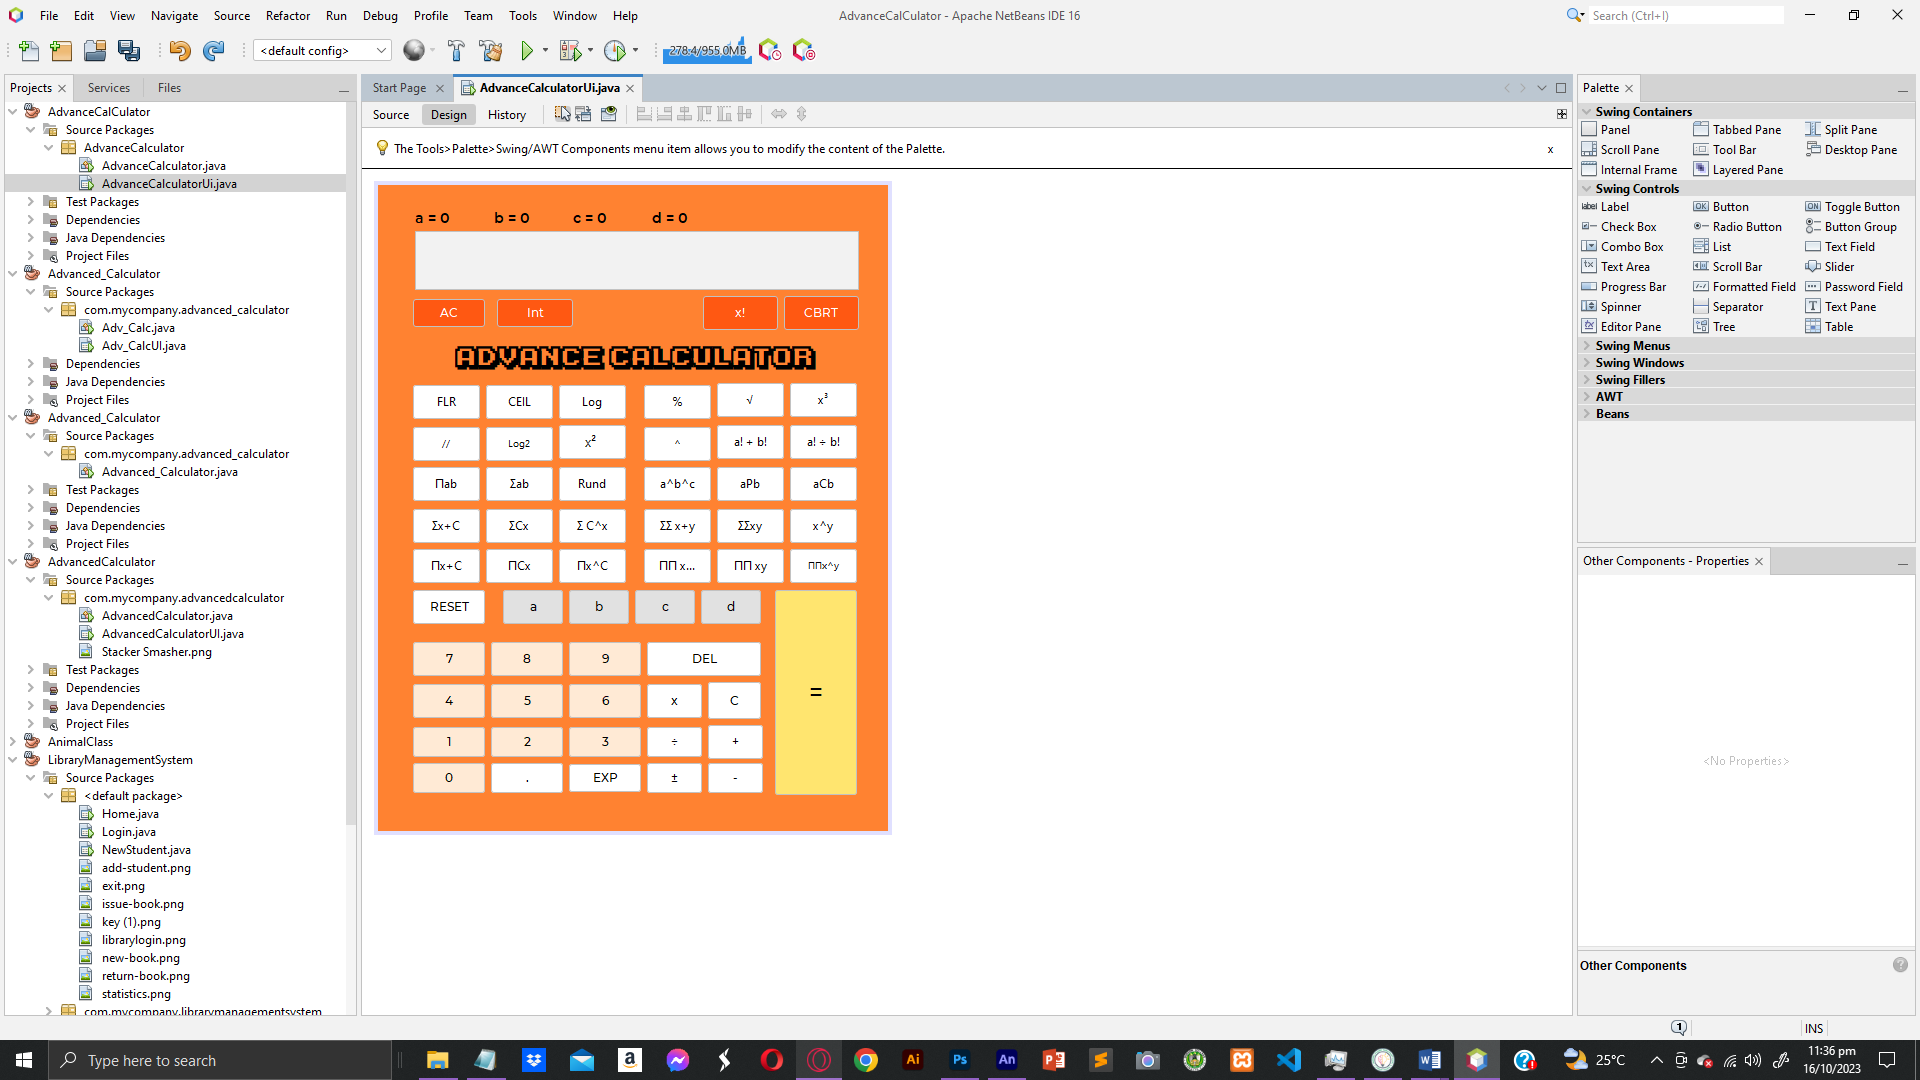 File Edit View Navigate Source Refactor Run Debug Profile Team Tools Window Help
AdvanceCalCulator - Apache NetBeans IDE 16
Search (Ctrl+I)
<default config>
278.4/955.0MB
Projects Services Files
AdvanceCalCulator
Source Packages
AdvanceCalculator
AdvanceCalculator.java
AdvanceCalculatorUi.java
Test Packages
Dependencies
Java Dependencies
Project Files
Advanced_Calculator
Source Packages
com.mycompany.advanced_calculator
Adv_Calc.java
Adv_CalcUI.java
Dependencies
Java Dependencies
Project Files
Advanced_Calculator
Source Packages
com.mycompany.advanced_calculator
Advanced_Calculator.java
Test Packages
Dependencies
Java Dependencies
Project Files
AdvancedCalculator
Source Packages
com.mycompany.advancedcalculator
AdvancedCalculator.java
AdvancedCalculatorUI.java
Stacker Smasher.png
Test Packages
Dependencies
Java Dependencies
Project Files
AnimalClass
LibraryManagementSystem
Source Packages
<default package>
Home.java
Login.java
NewStudent.java
add-student.png
exit.png
issue-book.png
key (1).png
librarylogin.png
new-book.png
return-book.png
statistics.png
com.mycompany.librarymanagementsystem
Start Page AdvanceCalculatorUi.java
Source Design History
The Tools>Palette>Swing/AWT Components menu item allows you to modify the content of the Palette. x
a = 0 b = 0 c = 0 d = 0
AC Int x! CBRT
ADVANCE CALCULATOR
FLR CEIL Log % √ x³
// Log2 X² ^ a! + b! a! ÷ b!
Πab Σab Rund a^b^c aPb aCb
Σx+C ΣCx Σ C^x ΣΣ x+y ΣΣxy x^y
Πx+C ΠCx Πx^C ΠΠ x... ΠΠ xy ΠΠx^y
RESET a b c d
7 8 9 DEL
4 5 6 x C
=
1 2 3 ÷ +
0 . EXP ± -
Palette
Swing Containers
Panel Tabbed Pane Split Pane
Scroll Pane Tool Bar Desktop Pane
Internal Frame Layered Pane
Swing Controls
label Label OK Button ON Toggle Button
Check Box Radio Button Button Group
Combo Box List Text Field
Text Area Scroll Bar Slider
Progress Bar Formatted Field Password Field
Spinner Separator Text Pane
Editor Pane Tree Table
Swing Menus
Swing Windows
Swing Fillers
AWT
Beans
Other Components - Properties
<No Properties>
Other Components
1 INS
Type here to search
25°C
11:36 pm
16/10/2023